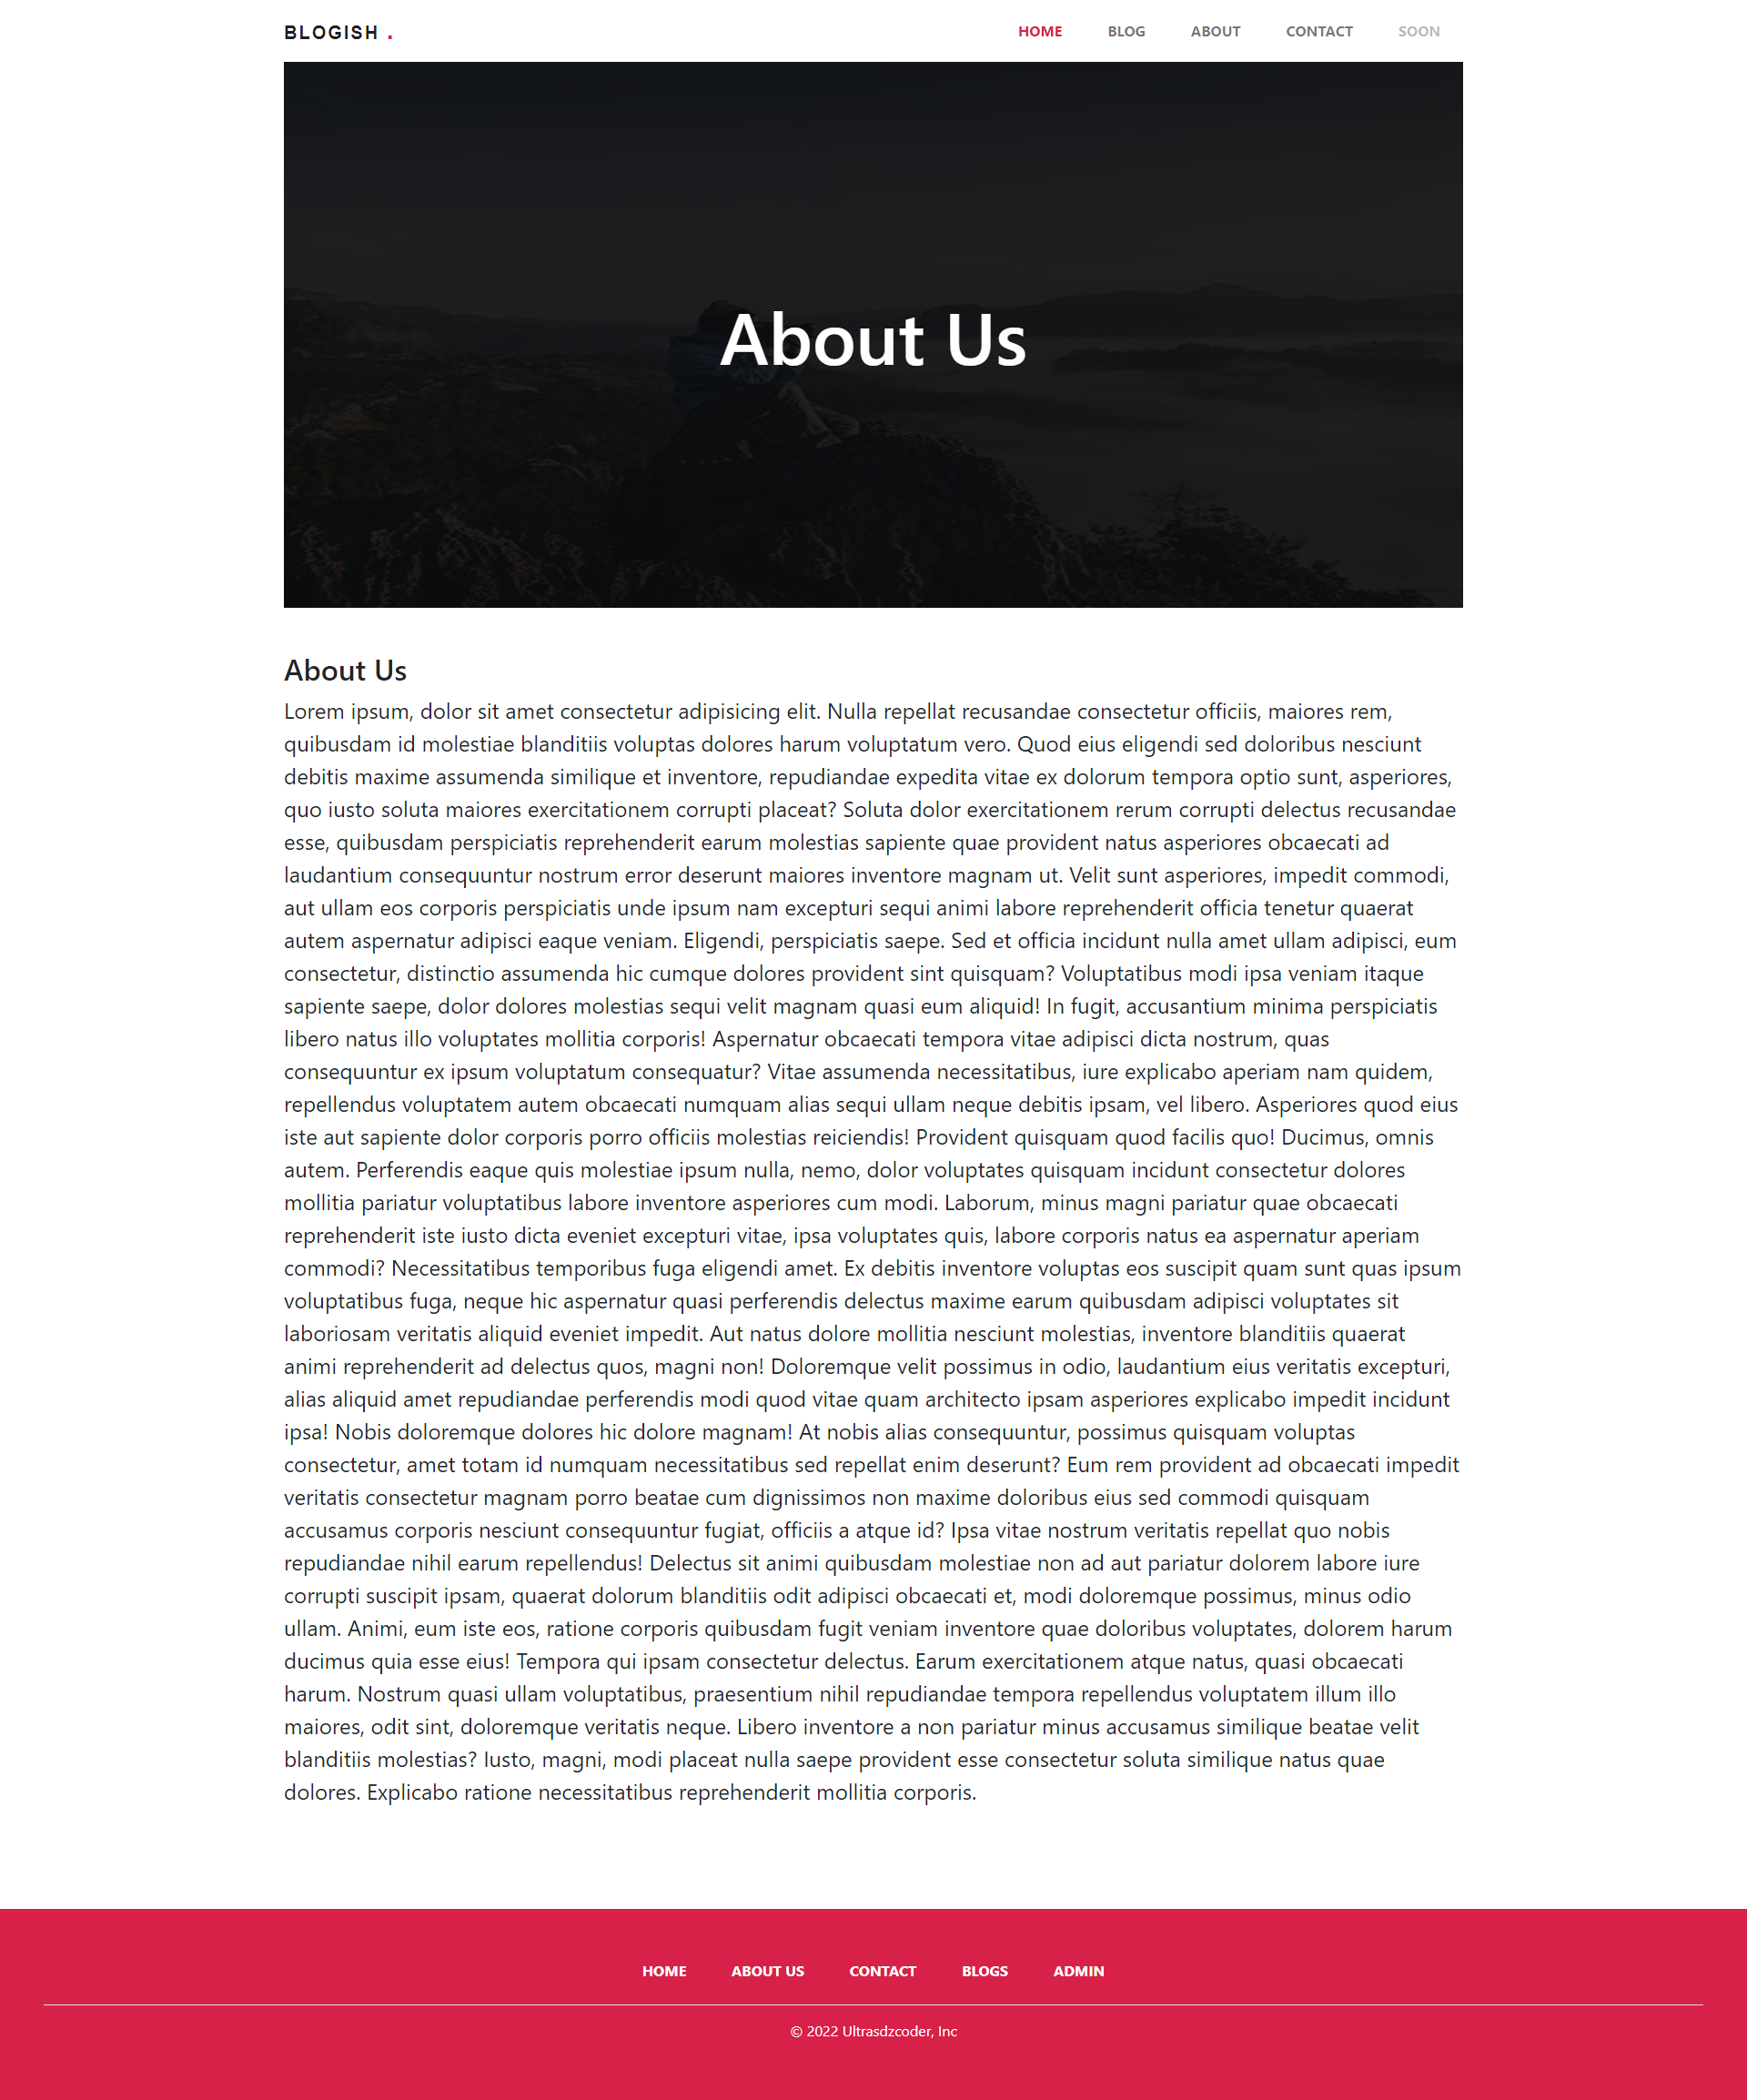 BLOGISH .
HOME BLOG ABOUT CONTACT SOON
About Us
About Us
Lorem ipsum, dolor sit amet consectetur adipisicing elit. Nulla repellat recusandae consectetur officiis, maiores rem,
quibusdam id molestiae blanditiis voluptas dolores harum voluptatum vero. Quod eius eligendi sed doloribus nesciunt
debitis maxime assumenda similique et inventore, repudiandae expedita vitae ex dolorum tempora optio sunt, asperiores,
quo iusto soluta maiores exercitationem corrupti placeat? Soluta dolor exercitationem rerum corrupti delectus recusandae
esse, quibusdam perspiciatis reprehenderit earum molestias sapiente quae provident natus asperiores obcaecati ad
laudantium consequuntur nostrum error deserunt maiores inventore magnam ut. Velit sunt asperiores, impedit commodi,
aut ullam eos corporis perspiciatis unde ipsum nam excepturi sequi animi labore reprehenderit officia tenetur quaerat
autem aspernatur adipisci eaque veniam. Eligendi, perspiciatis saepe. Sed et officia incidunt nulla amet ullam adipisci, eum
consectetur, distinctio assumenda hic cumque dolores provident sint quisquam? Voluptatibus modi ipsa veniam itaque
sapiente saepe, dolor dolores molestias sequi velit magnam quasi eum aliquid! In fugit, accusantium minima perspiciatis
libero natus illo voluptates mollitia corporis! Aspernatur obcaecati tempora vitae adipisci dicta nostrum, quas
consequuntur ex ipsum voluptatum consequatur? Vitae assumenda necessitatibus, iure explicabo aperiam nam quidem,
repellendus voluptatem autem obcaecati numquam alias sequi ullam neque debitis ipsam, vel libero. Asperiores quod eius
iste aut sapiente dolor corporis porro officiis molestias reiciendis! Provident quisquam quod facilis quo! Ducimus, omnis
autem. Perferendis eaque quis molestiae ipsum nulla, nemo, dolor voluptates quisquam incidunt consectetur dolores
mollitia pariatur voluptatibus labore inventore asperiores cum modi. Laborum, minus magni pariatur quae obcaecati
reprehenderit iste iusto dicta eveniet excepturi vitae, ipsa voluptates quis, labore corporis natus ea aspernatur aperiam
commodi? Necessitatibus temporibus fuga eligendi amet. Ex debitis inventore voluptas eos suscipit quam sunt quas ipsum
voluptatibus fuga, neque hic aspernatur quasi perferendis delectus maxime earum quibusdam adipisci voluptates sit
laboriosam veritatis aliquid eveniet impedit. Aut natus dolore mollitia nesciunt molestias, inventore blanditiis quaerat
animi reprehenderit ad delectus quos, magni non! Doloremque velit possimus in odio, laudantium eius veritatis excepturi,
alias aliquid amet repudiandae perferendis modi quod vitae quam architecto ipsam asperiores explicabo impedit incidunt
ipsa! Nobis doloremque dolores hic dolore magnam! At nobis alias consequuntur, possimus quisquam voluptas
consectetur, amet totam id numquam necessitatibus sed repellat enim deserunt? Eum rem provident ad obcaecati impedit
veritatis consectetur magnam porro beatae cum dignissimos non maxime doloribus eius sed commodi quisquam
accusamus corporis nesciunt consequuntur fugiat, officiis a atque id? Ipsa vitae nostrum veritatis repellat quo nobis
repudiandae nihil earum repellendus! Delectus sit animi quibusdam molestiae non ad aut pariatur dolorem labore iure
corrupti suscipit ipsam, quaerat dolorum blanditiis odit adipisci obcaecati et, modi doloremque possimus, minus odio
ullam. Animi, eum iste eos, ratione corporis quibusdam fugit veniam inventore quae doloribus voluptates, dolorem harum
ducimus quia esse eius! Tempora qui ipsam consectetur delectus. Earum exercitationem atque natus, quasi obcaecati
harum. Nostrum quasi ullam voluptatibus, praesentium nihil repudiandae tempora repellendus voluptatem illum illo
maiores, odit sint, doloremque veritatis neque. Libero inventore a non pariatur minus accusamus similique beatae velit
blanditiis molestias? Iusto, magni, modi placeat nulla saepe provident esse consectetur soluta similique natus quae
dolores. Explicabo ratione necessitatibus reprehenderit mollitia corporis.
HOME ABOUT US CONTACT BLOGS ADMIN
© 2022 Ultrasdzcoder, Inc